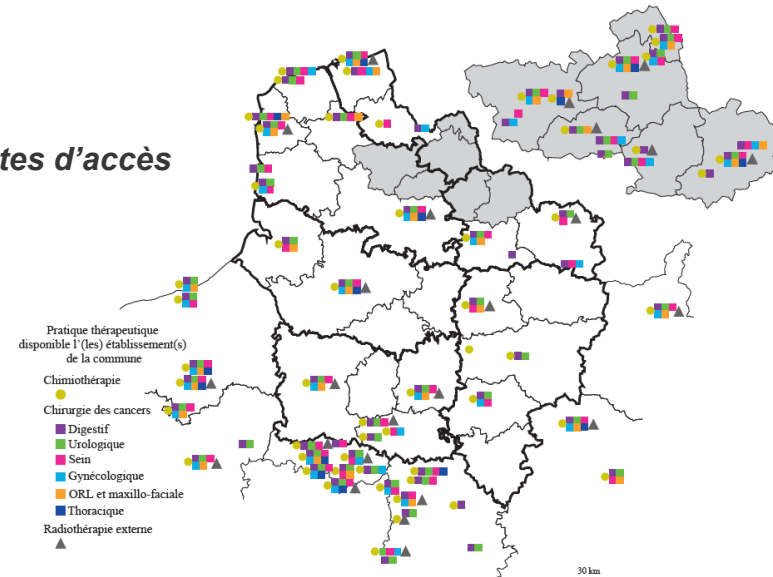 tes d’accès
Pratique thérapeutique
disponible l’(les) établissement(s)
de la commune
Chimiothérapie
Chirurgie des cancers
Digestif
Urologique
Sein
Gynécologique
ORL et maxillo-faciale
Thoracique
Radiothérapie externe
30 km